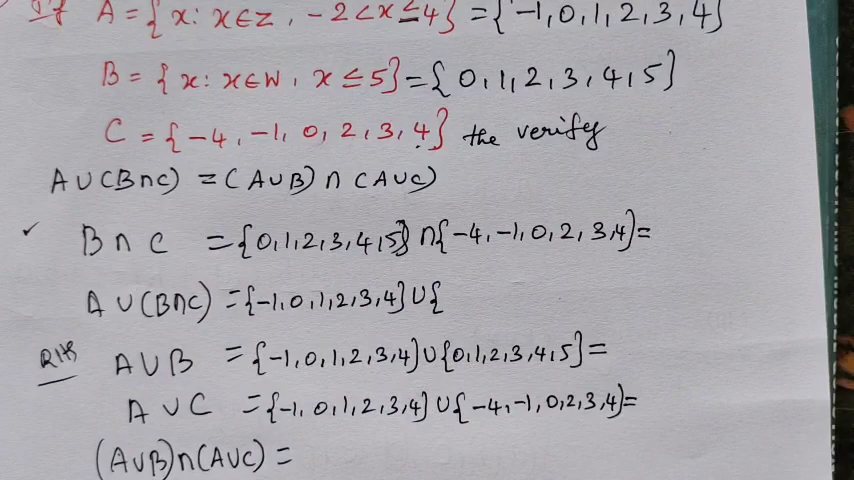 If A = { x : x ∈ Z , - 2 < x ≤ 4 } = { -1, 0, 1, 2, 3, 4 }
B = { x : x ∈ W , x ≤ 5 } = { 0, 1, 2, 3, 4, 5 }
C = { -4, -1, 0, 2, 3, 4 } the verify
A ∪ (B ∩ C) = (A ∪ B) ∩ (A ∪ C)
✓ B ∩ C = {0, 1, 2, 3, 4, 5} ∩ {-4, -1, 0, 2, 3, 4} =
A ∪ (B ∩ C) = {-1, 0, 1, 2, 3, 4} ∪ {
RHS A ∪ B = {-1, 0, 1, 2, 3, 4} ∪ {0, 1, 2, 3, 4, 5} =
A ∪ C = {-1, 0, 1, 2, 3, 4} ∪ {-4, -1, 0, 2, 3, 4} =
(A ∪ B) ∩ (A ∪ C) =